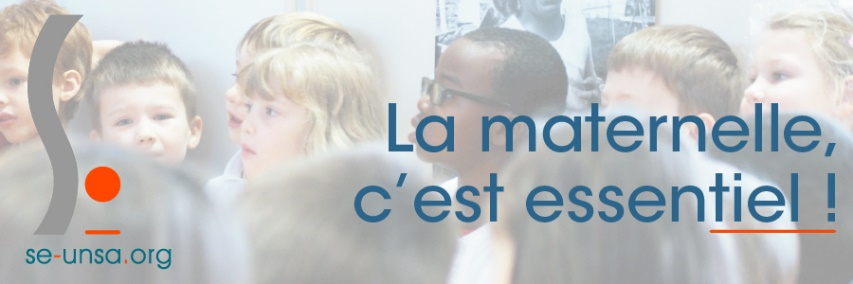 La maternelle,
c’est essentiel !
se-unsa.org